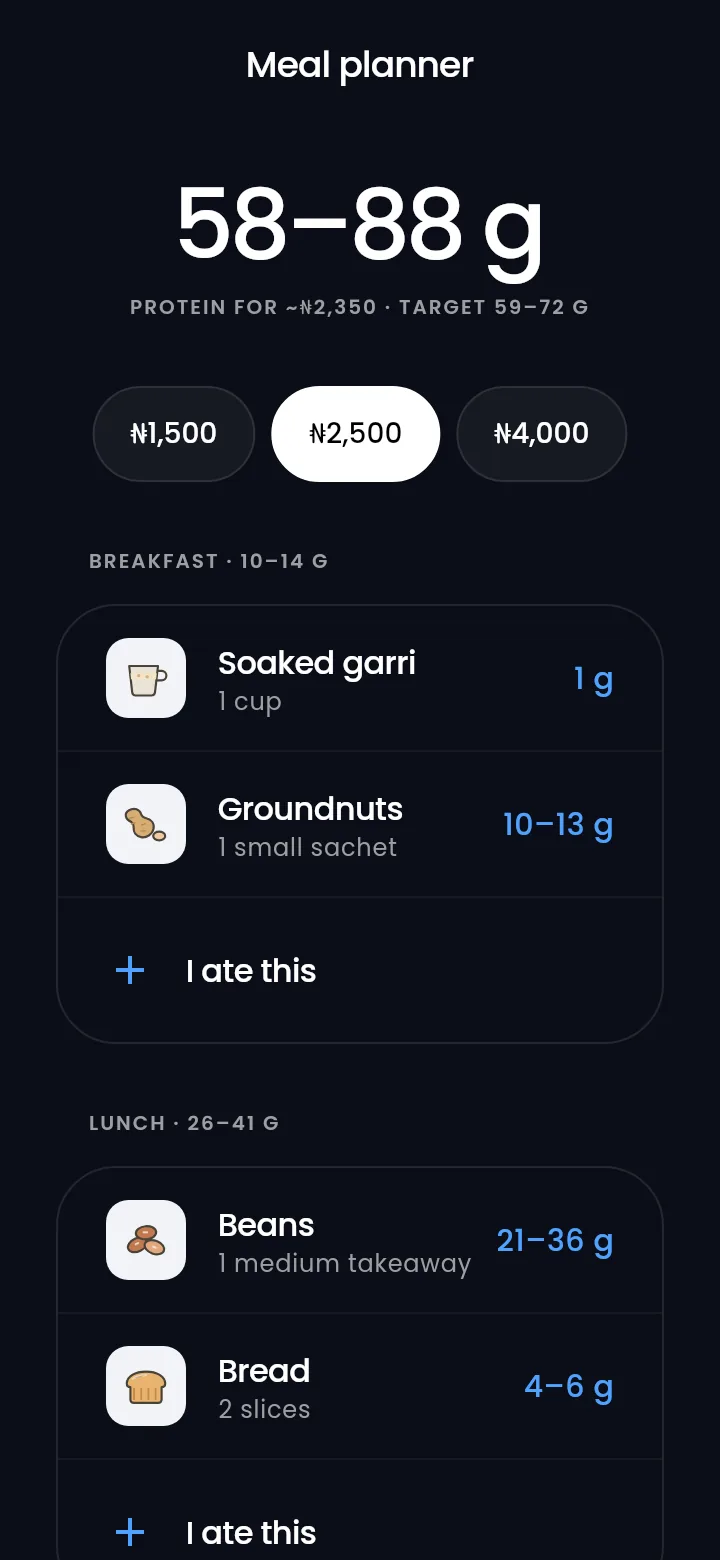 Meal planner
58–88 g
PROTEIN FOR ~₦2,350 · TARGET 59–72 G
₦1,500
₦2,500
₦4,000
BREAKFAST · 10–14 G
Soaked garri
1 cup
1 g
Groundnuts
1 small sachet
10–13 g
+ I ate this
LUNCH · 26–41 G
Beans
1 medium takeaway
21–36 g
Bread
2 slices
4–6 g
+ I ate this